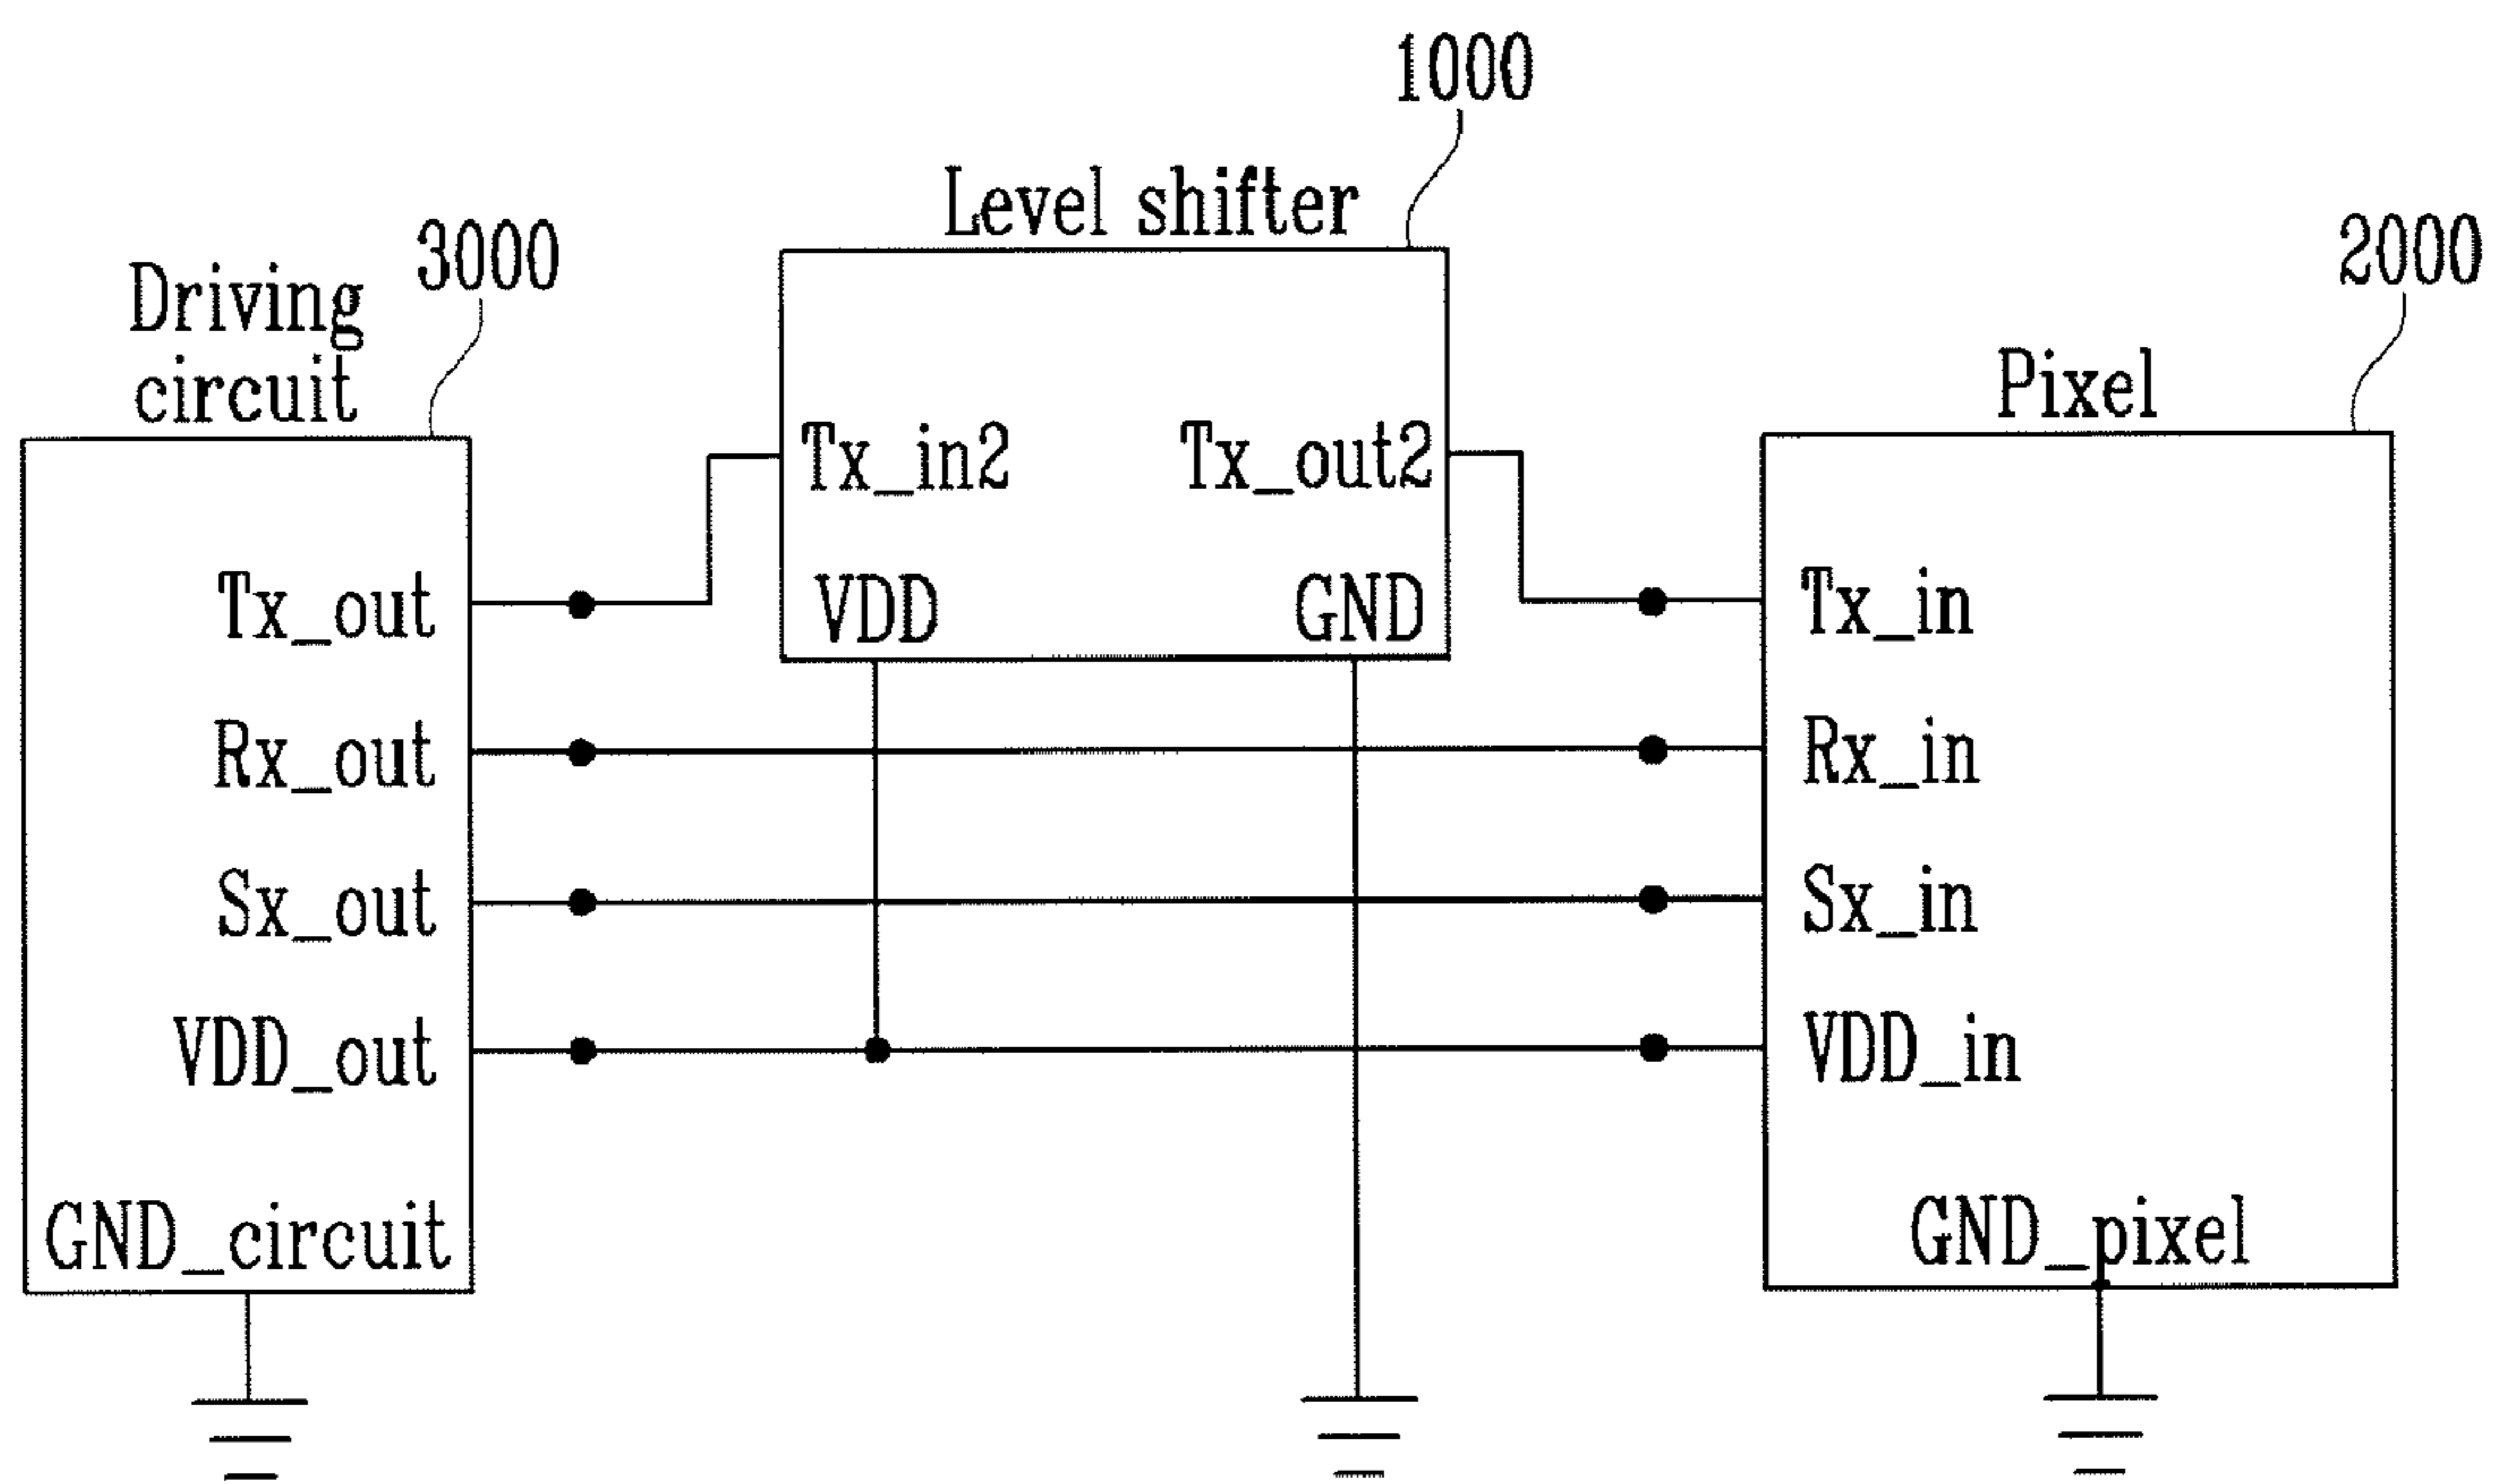 1000
Level shifter
3000
2000
Driving
circuit
Pixel
Tx_in2 Tx_out2
Tx_out
VDD GND
Tx_in
Rx_out
Rx_in
Sx_out
Sx_in
VDD_out
VDD_in
GND_circuit
GND_pixel